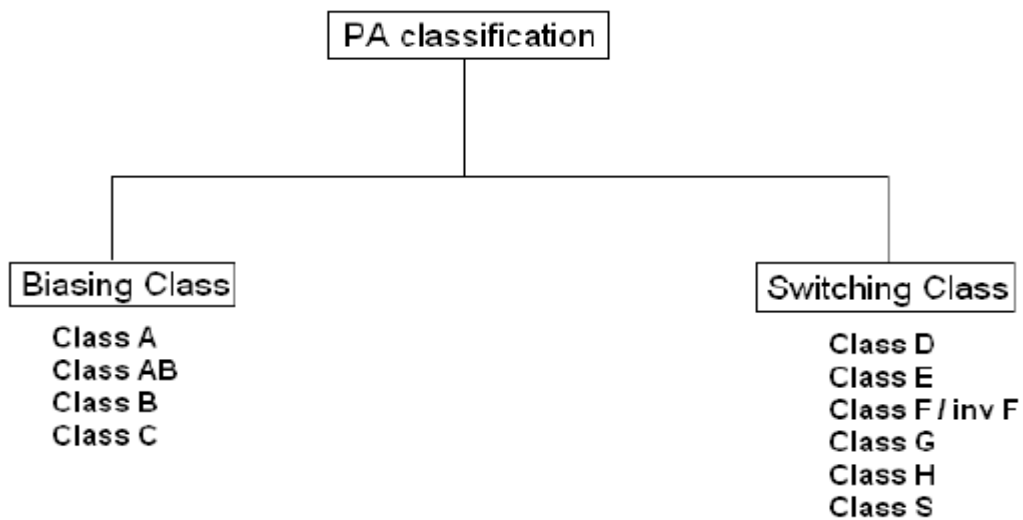 PA classification
Biasing Class
Class A
Class AB
Class B
Class C
Switching Class
Class D
Class E
Class F / inv F
Class G
Class H
Class S